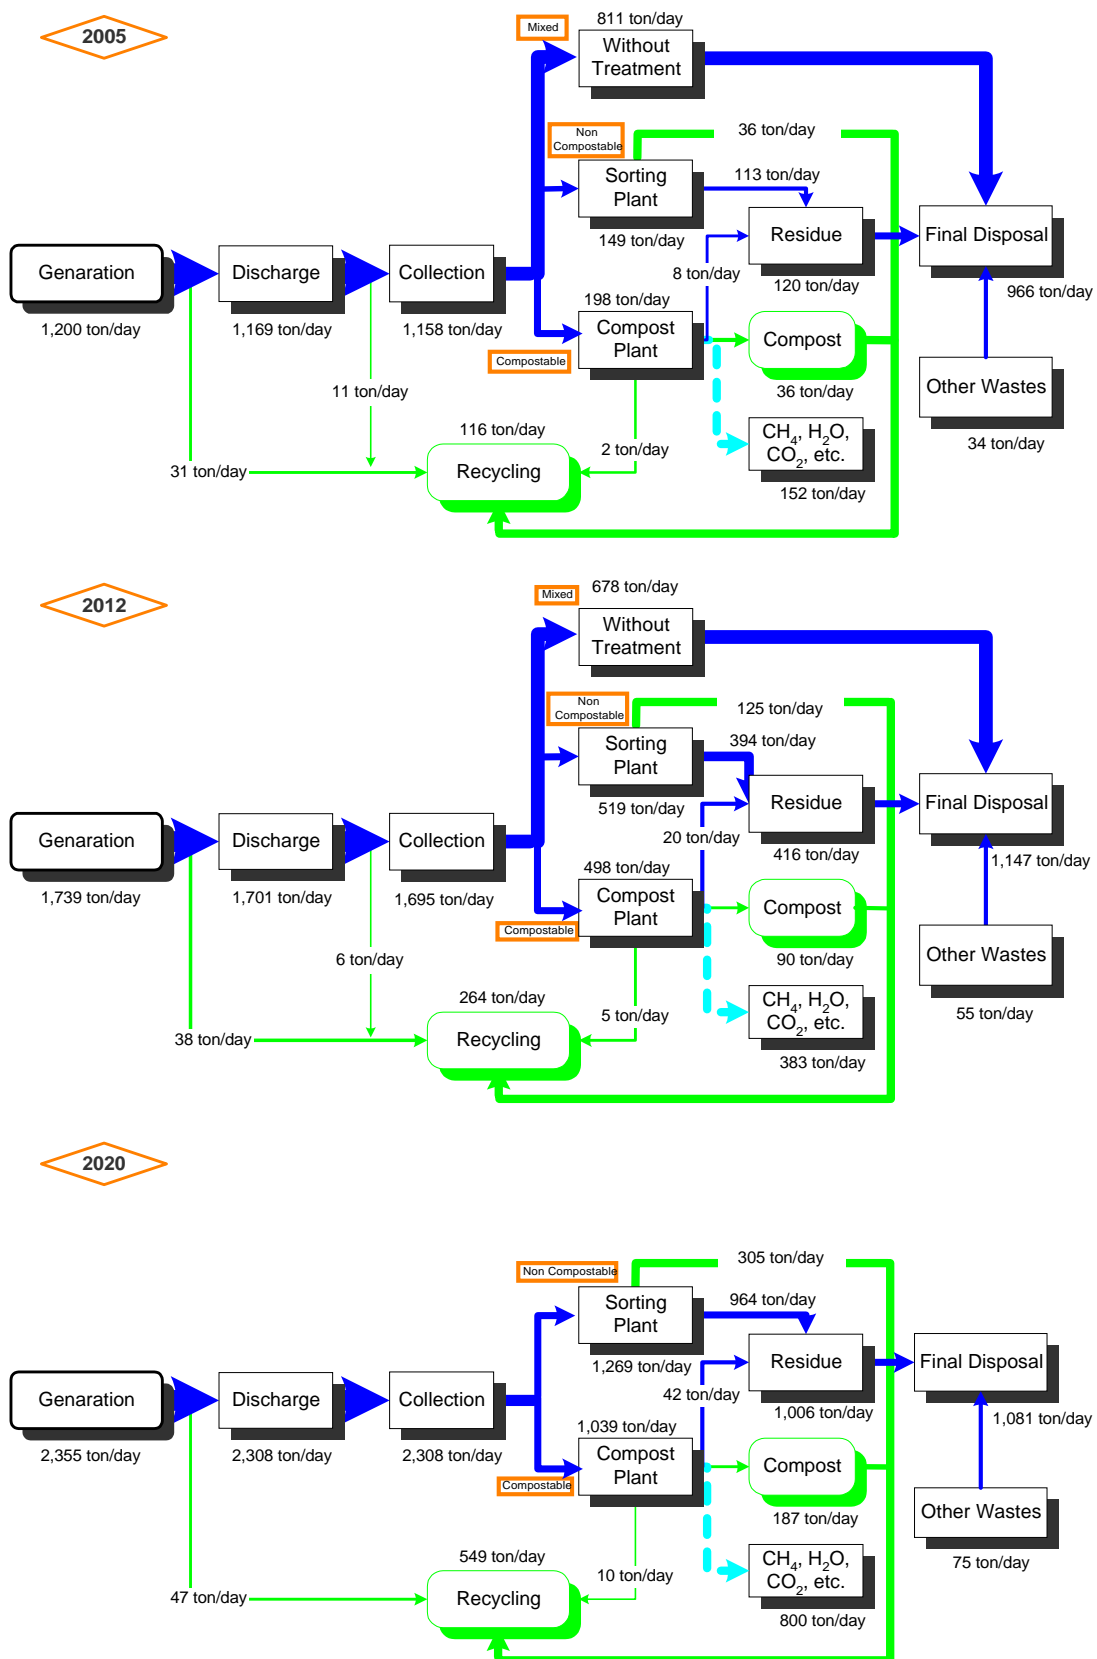 2005
Mixed
811 ton/day
Without
Treatment
Non
Compostable
36 ton/day
Sorting
Plant
113 ton/day
149 ton/day
Residue
120 ton/day
Final Disposal
966 ton/day
Genaration
1,200 ton/day
Discharge
1,169 ton/day
Collection
1,158 ton/day
8 ton/day
198 ton/day
Compost
Plant
Compostable
Compost
36 ton/day
Other Wastes
34 ton/day
11 ton/day
116 ton/day
Recycling
31 ton/day
2 ton/day
CH4, H2O,
CO2, etc.
152 ton/day
2012
Mixed
678 ton/day
Without
Treatment
Non
Compostable
125 ton/day
Sorting
Plant
394 ton/day
519 ton/day
Residue
416 ton/day
Final Disposal
1,147 ton/day
Genaration
1,739 ton/day
Discharge
1,701 ton/day
Collection
1,695 ton/day
20 ton/day
498 ton/day
Compost
Plant
Compostable
Compost
90 ton/day
Other Wastes
55 ton/day
6 ton/day
264 ton/day
Recycling
38 ton/day
5 ton/day
CH4, H2O,
CO2, etc.
383 ton/day
2020
Non Compostable
305 ton/day
Sorting
Plant
964 ton/day
1,269 ton/day
Residue
1,006 ton/day
Final Disposal
1,081 ton/day
Genaration
2,355 ton/day
Discharge
2,308 ton/day
Collection
2,308 ton/day
42 ton/day
1,039 ton/day
Compost
Plant
Compostable
Compost
187 ton/day
Other Wastes
75 ton/day
549 ton/day
Recycling
47 ton/day
10 ton/day
CH4, H2O,
CO2, etc.
800 ton/day